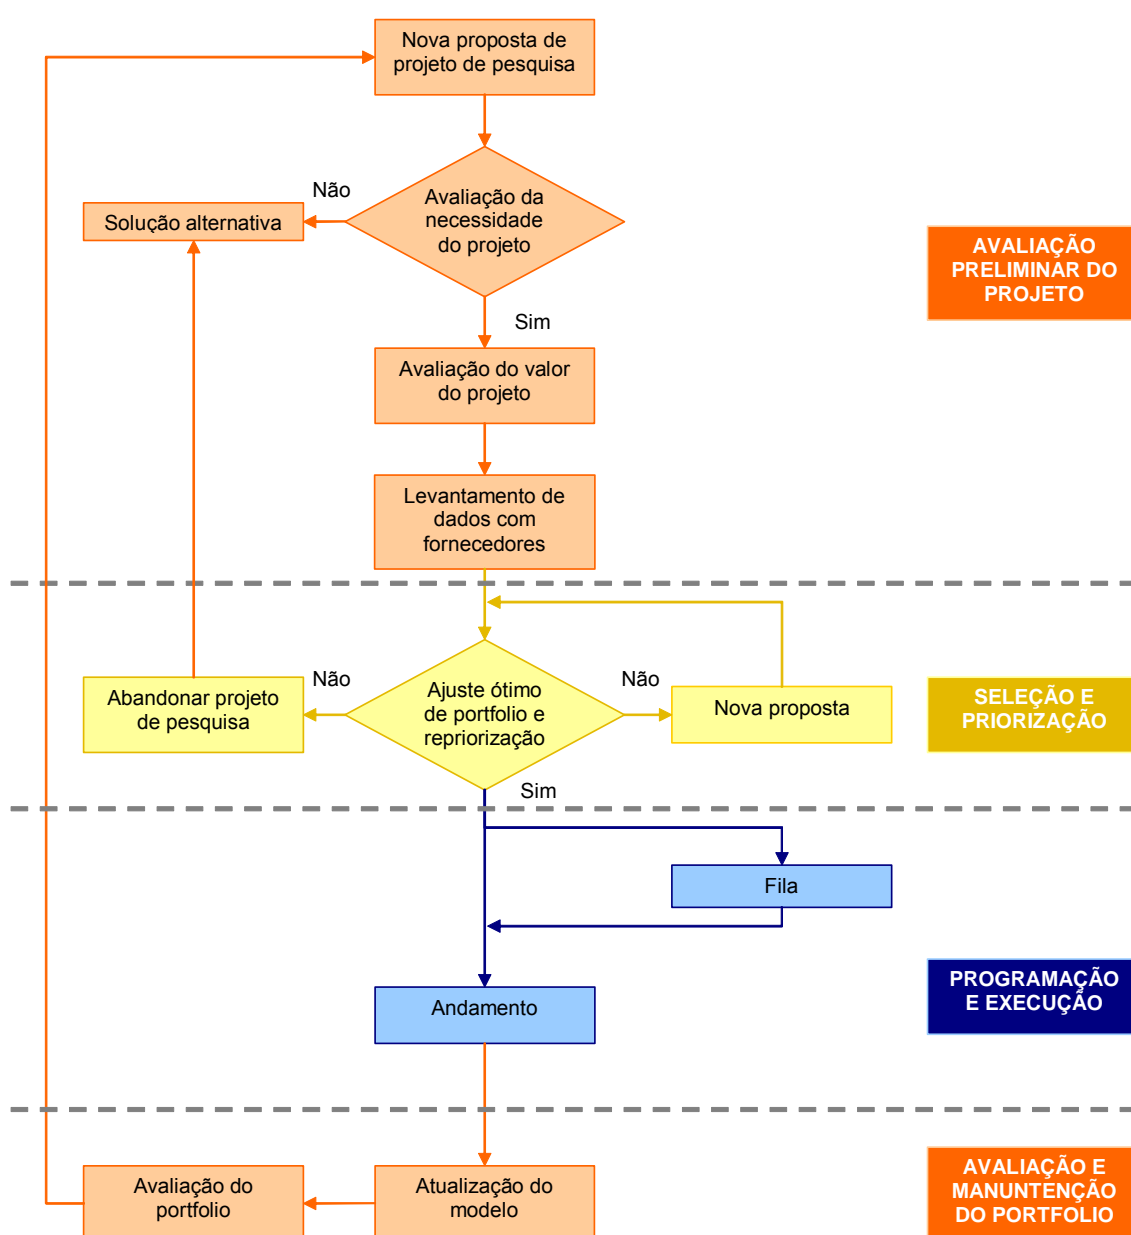 Nova proposta de
projeto de pesquisa
Não
Avaliação da
necessidade
do projeto
Solução alternativa
AVALIAÇÃO
PRELIMINAR DO
PROJETO
Sim
Avaliação do valor
do projeto
Levantamento de
dados com
fornecedores
Não
Não
Abandonar projeto
de pesquisa
Ajuste ótimo
de portfolio e
repriorização
Nova proposta
SELEÇÃO E
PRIORIZAÇÃO
Sim
Fila
Andamento
PROGRAMAÇÃO
E EXECUÇÃO
Avaliação do
portfolio
Atualização do
modelo
AVALIAÇÃO E
MANUNTENÇÃO
DO PORTFOLIO